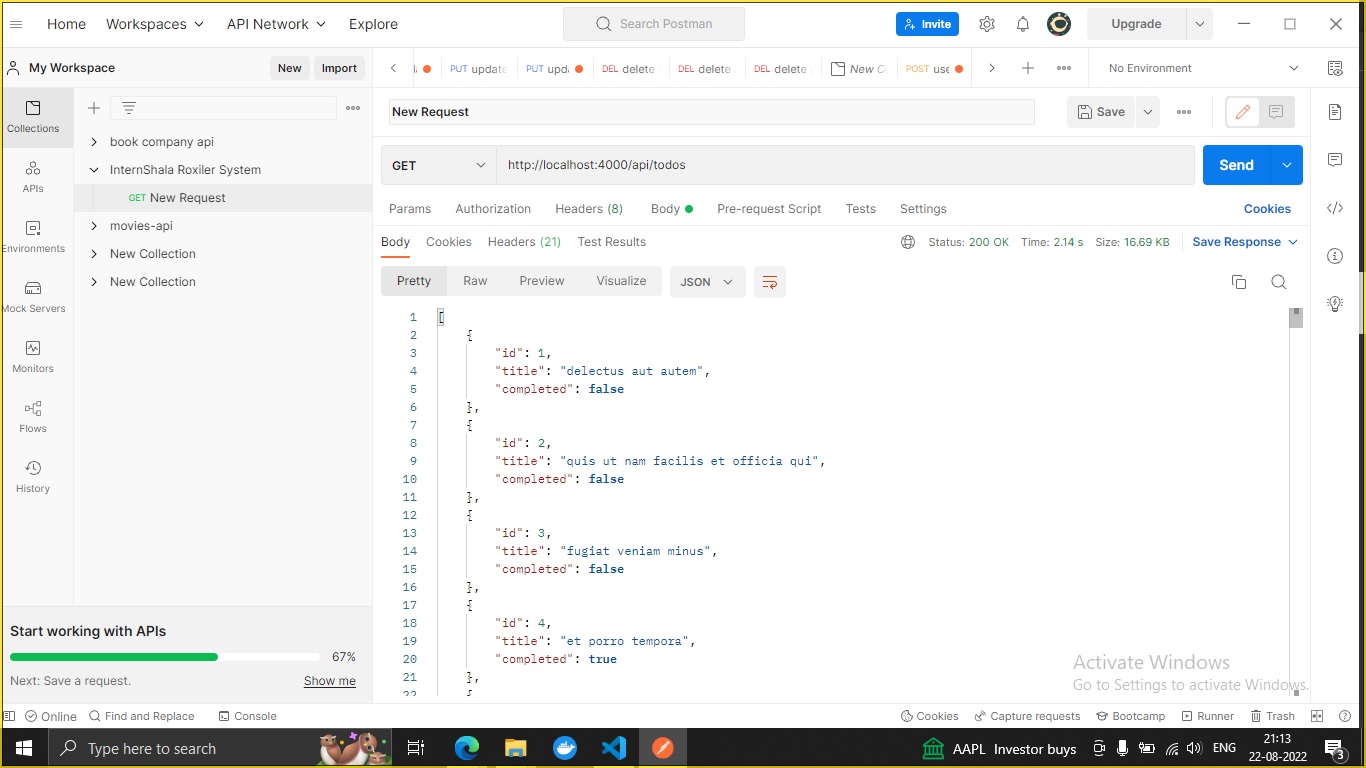 Home Workspaces API Network Explore Search Postman Invite Upgrade
My Workspace New Import PUT update PUT upda DEL delete DEL delete DEL delete New C POST use No Environment
Collections
APIs
Environments
Mock Servers
Monitors
Flows
History
book company api
InternShala Roxiler System
GET New Request
movies-api
New Collection
New Collection
Start working with APIs
67%
Next: Save a request. Show me
New Request Save
GET http://localhost:4000/api/todos Send
Params Authorization Headers (8) Body Pre-request Script Tests Settings Cookies
Body Cookies Headers (21) Test Results Status: 200 OK Time: 2.14 s Size: 16.69 KB Save Response
Pretty Raw Preview Visualize JSON
1 [
2 {
3 "id": 1,
4 "title": "delectus aut autem",
5 "completed": false
6 },
7 {
8 "id": 2,
9 "title": "quis ut nam facilis et officia qui",
10 "completed": false
11 },
12 {
13 "id": 3,
14 "title": "fugiat veniam minus",
15 "completed": false
16 },
17 {
18 "id": 4,
19 "title": "et porro tempora",
20 "completed": true
21 },
22 {
Activate Windows
Go to Settings to activate Windows.
Online Find and Replace Console Cookies Capture requests Bootcamp Runner Trash
Type here to search AAPL Investor buys ENG 21:13
22-08-2022
3